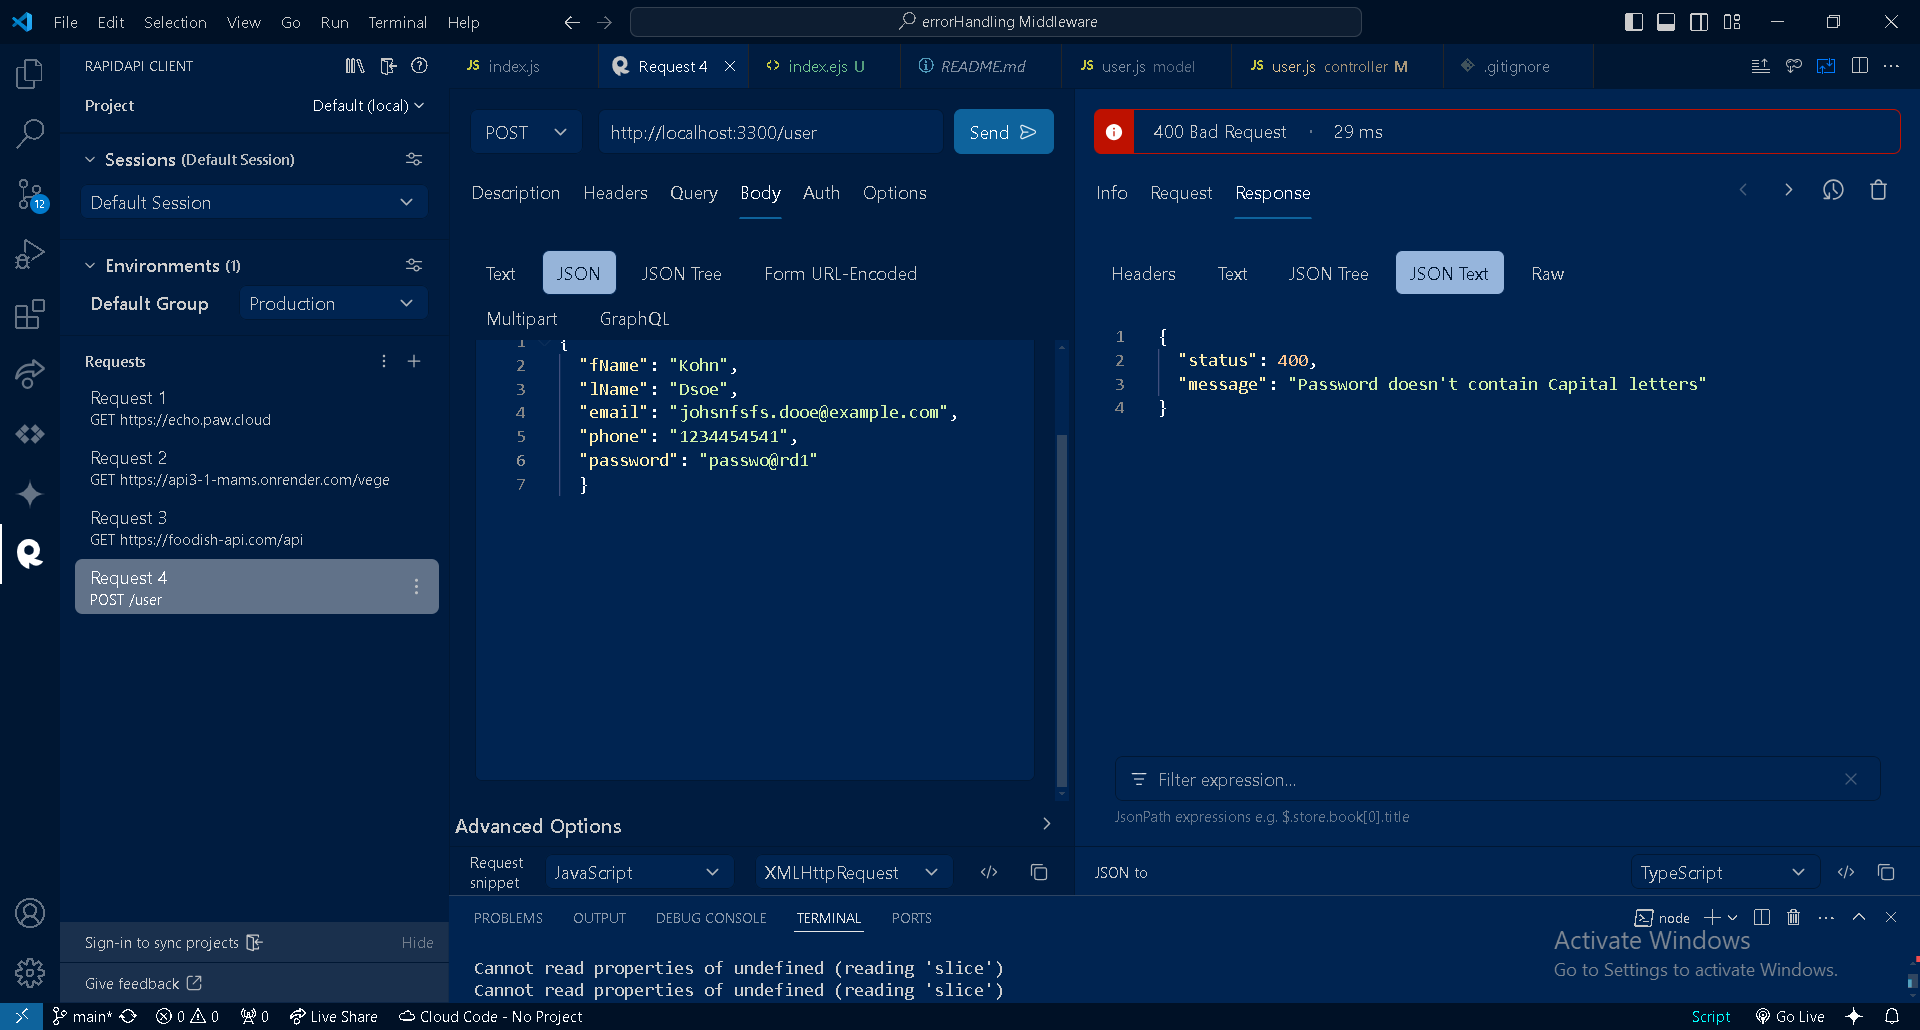 File Edit Selection View Go Run Terminal Help
errorHandling Middleware
RAPIDAPI CLIENT
Project Default (local)
Sessions (Default Session)
Default Session
12
Environments (1)
Default Group Production
Requests
Request 1
GET https://echo.paw.cloud
Request 2
GET https://api3-1-mams.onrender.com/vege
Request 3
GET https://foodish-api.com/api
Request 4
POST /user
Sign-in to sync projects Hide
Give feedback
JS index.js Request 4 index.ejs U README.md JS user.js model JS user.js controller M .gitignore
POST http://localhost:3300/user Send
Description Headers Query Body Auth Options
Text JSON JSON Tree Form URL-Encoded
Multipart GraphQL
1 {
2 "fName": "Kohn",
3 "lName": "Dsoe",
4 "email": "johsnfsfs.dooe@example.com",
5 "phone": "1234454541",
6 "password": "passwo@rd1"
7 }
Advanced Options
Request snippet JavaScript XMLHttpRequest
400 Bad Request · 29 ms
Info Request Response
Headers Text JSON Tree JSON Text Raw
1 {
2 "status": 400,
3 "message": "Password doesn't contain Capital letters"
4 }
Filter expression...
JsonPath expressions e.g. $.store.book[0].title
JSON to TypeScript
PROBLEMS OUTPUT DEBUG CONSOLE TERMINAL PORTS
node
Cannot read properties of undefined (reading 'slice')
Cannot read properties of undefined (reading 'slice')
Activate Windows
Go to Settings to activate Windows.
main* 0 0 0 Live Share Cloud Code - No Project Script Go Live